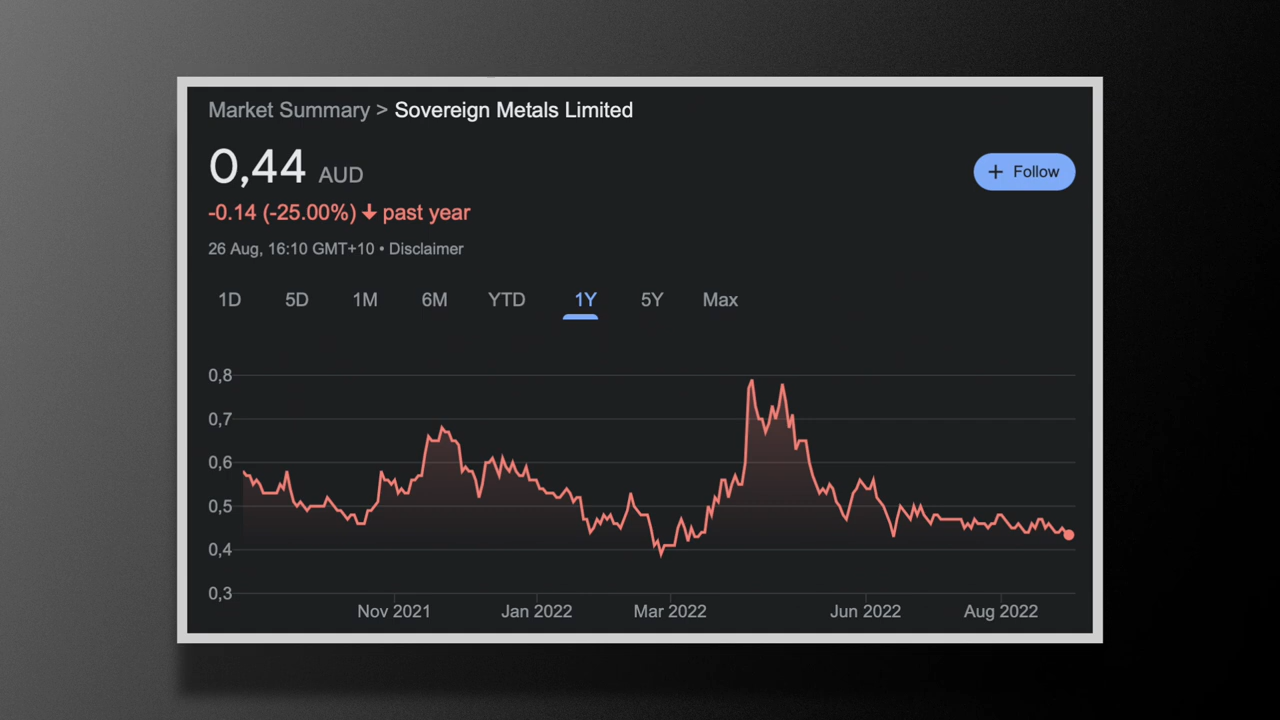 Market Summary > Sovereign Metals Limited
0,44 AUD
+ Follow
-0.14 (-25.00%) ↓ past year
26 Aug, 16:10 GMT+10 • Disclaimer
1D 5D 1M 6M YTD 1Y 5Y Max
0,8
0,7
0,6
0,5
0,4
0,3
Nov 2021 Jan 2022 Mar 2022 Jun 2022 Aug 2022